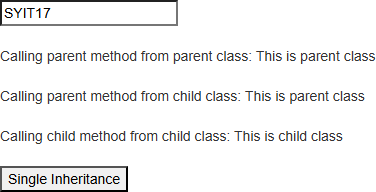 SYIT17
Calling parent method from parent class: This is parent class
Calling parent method from child class: This is parent class
Calling child method from child class: This is child class
Single Inheritance